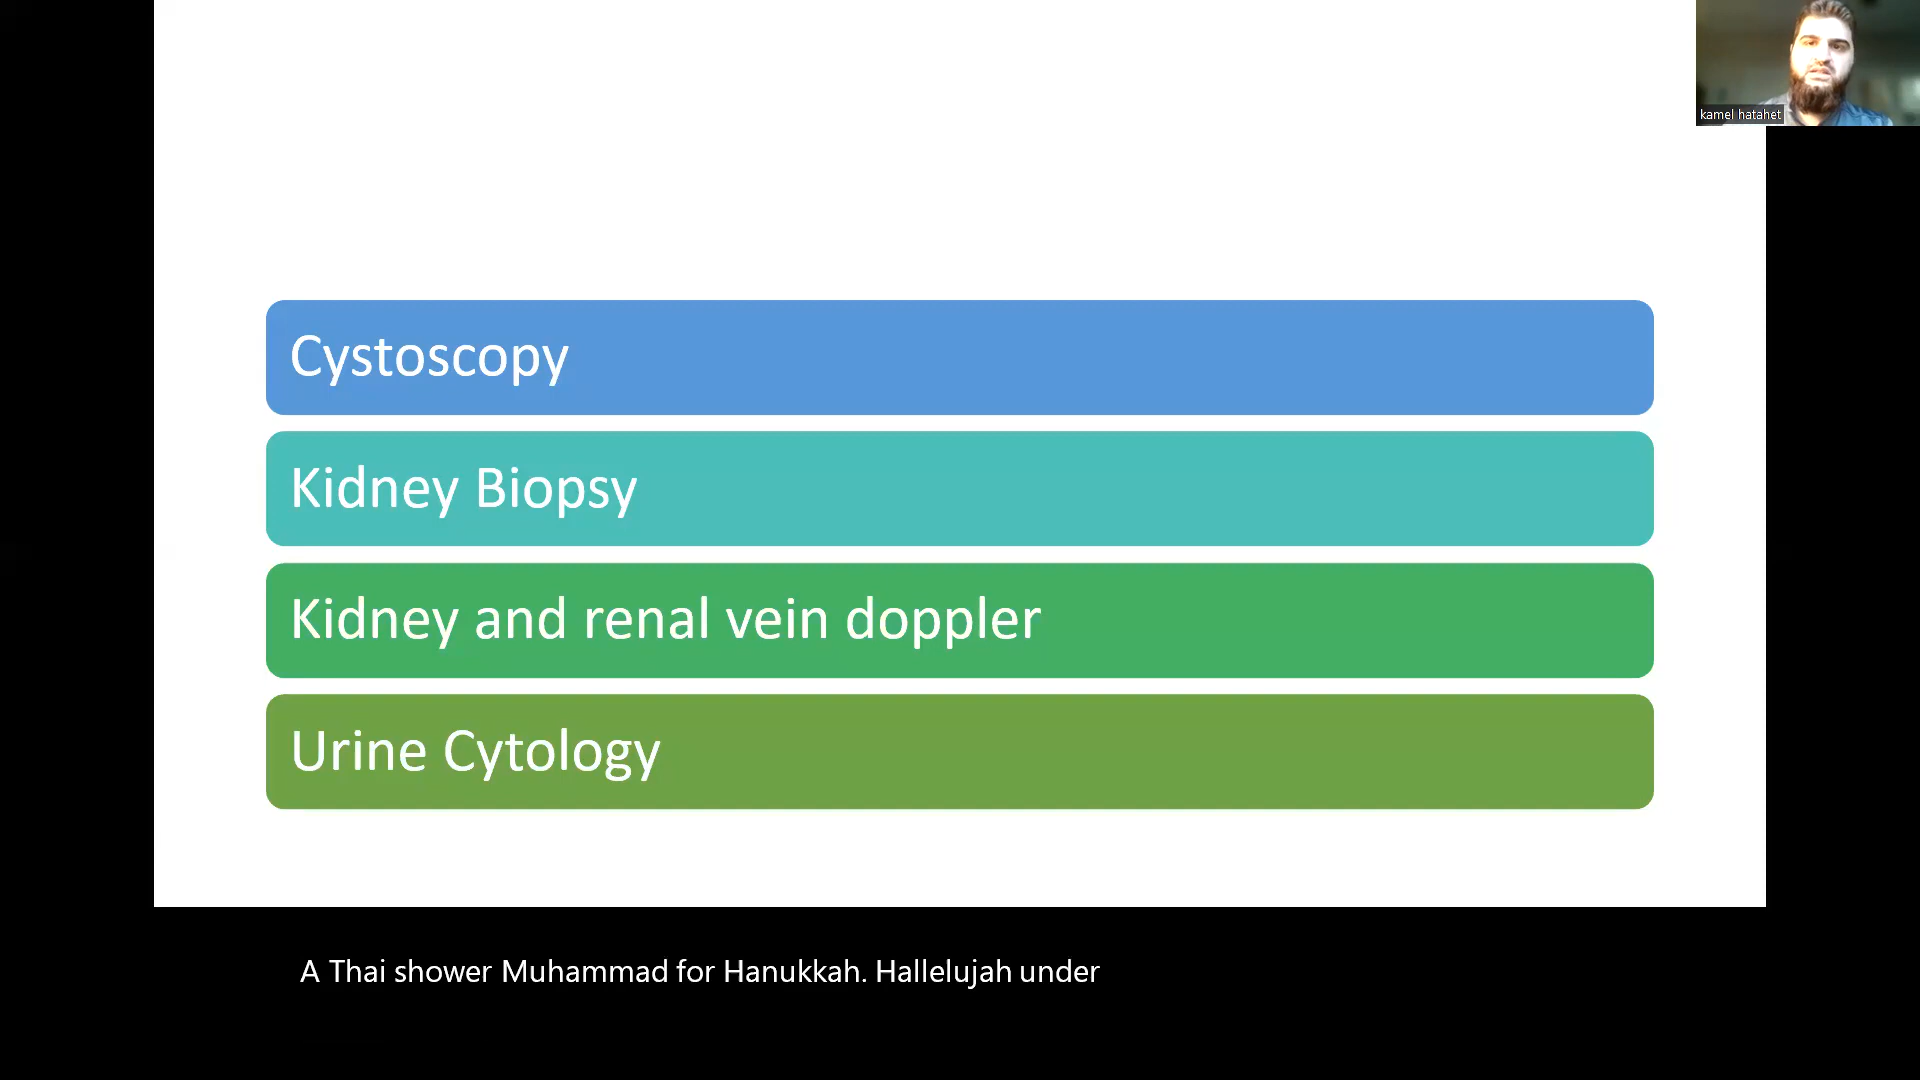 kamel hatahet
Cystoscopy
Kidney Biopsy
Kidney and renal vein doppler
Urine Cytology
A Thai shower Muhammad for Hanukkah. Hallelujah under